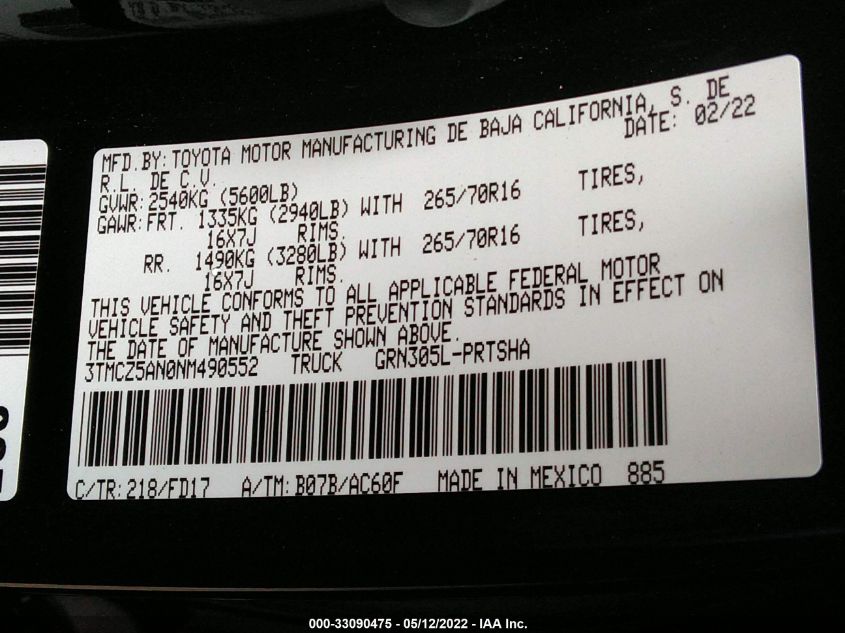 MFD. BY: TOYOTA MOTOR MANUFACTURING DE BAJA CALIFORNIA, S. DE
R.L. DE C.V. DATE: 02/22
GVWR: 2540KG (5600LB)
GAWR: FRT. 1335KG (2940LB) WITH 265/70R16 TIRES,
16X7J RIMS.
RR. 1490KG (3280LB) WITH 265/70R16 TIRES,
16X7J RIMS.
THIS VEHICLE CONFORMS TO ALL APPLICABLE FEDERAL MOTOR
VEHICLE SAFETY AND THEFT PREVENTION STANDARDS IN EFFECT ON
THE DATE OF MANUFACTURE SHOWN ABOVE.
3TMCZ5AN0NM490552 TRUCK GRN305L-PRTSHA
C/TR: 218/FD17 A/TM: B07B/AC60F MADE IN MEXICO 885
000-33090475 - 05/12/2022 - IAA Inc.